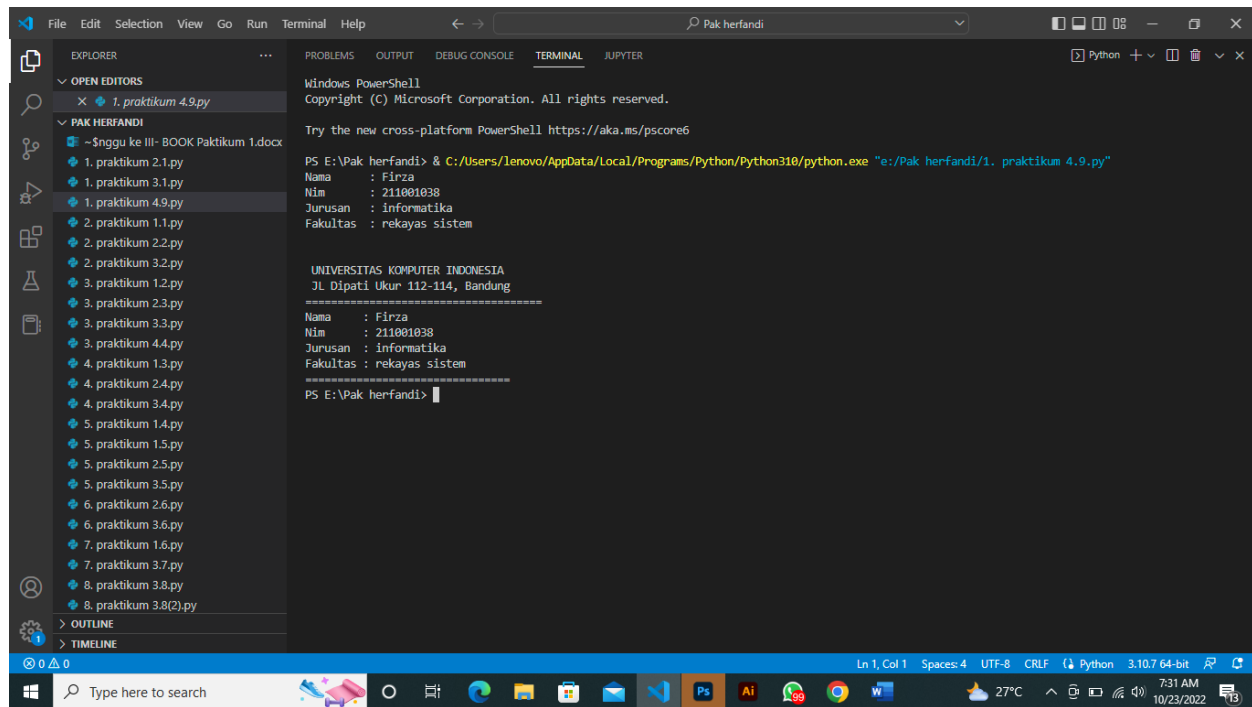 File Edit Selection View Go Run Terminal Help
Pak herfandi
EXPLORER
OPEN EDITORS
1. praktikum 4.9.py
PAK HERFANDI
~$nggu ke III- BOOK Paktikum 1.docx
1. praktikum 2.1.py
1. praktikum 3.1.py
1. praktikum 4.9.py
2. praktikum 1.1.py
2. praktikum 2.2.py
2. praktikum 3.2.py
3. praktikum 1.2.py
3. praktikum 2.3.py
3. praktikum 3.3.py
3. praktikum 4.4.py
4. praktikum 1.3.py
4. praktikum 2.4.py
4. praktikum 3.4.py
5. praktikum 1.4.py
5. praktikum 1.5.py
5. praktikum 2.5.py
5. praktikum 3.5.py
6. praktikum 2.6.py
6. praktikum 3.6.py
7. praktikum 1.6.py
7. praktikum 3.7.py
8. praktikum 3.8.py
8. praktikum 3.8(2).py
OUTLINE
TIMELINE
PROBLEMS OUTPUT DEBUG CONSOLE TERMINAL JUPYTER
Python
Windows PowerShell
Copyright (C) Microsoft Corporation. All rights reserved.
Try the new cross-platform PowerShell https://aka.ms/pscore6
PS E:\Pak herfandi> & C:/Users/lenovo/AppData/Local/Programs/Python/Python310/python.exe "e:/Pak herfandi/1. praktikum 4.9.py"
Nama : Firza
Nim : 211001038
Jurusan : informatika
Fakultas : rekayas sistem
UNIVERSITAS KOMPUTER INDONESIA
JL Dipati Ukur 112-114, Bandung
=====================================
Nama : Firza
Nim : 211001038
Jurusan : informatika
Fakultas : rekayas sistem
================================
PS E:\Pak herfandi>
1
0 0
Ln 1, Col 1 Spaces: 4 UTF-8 CRLF Python 3.10.7 64-bit
Type here to search
Ps
Ai
99
W
27°C
7:31 AM
10/23/2022
13